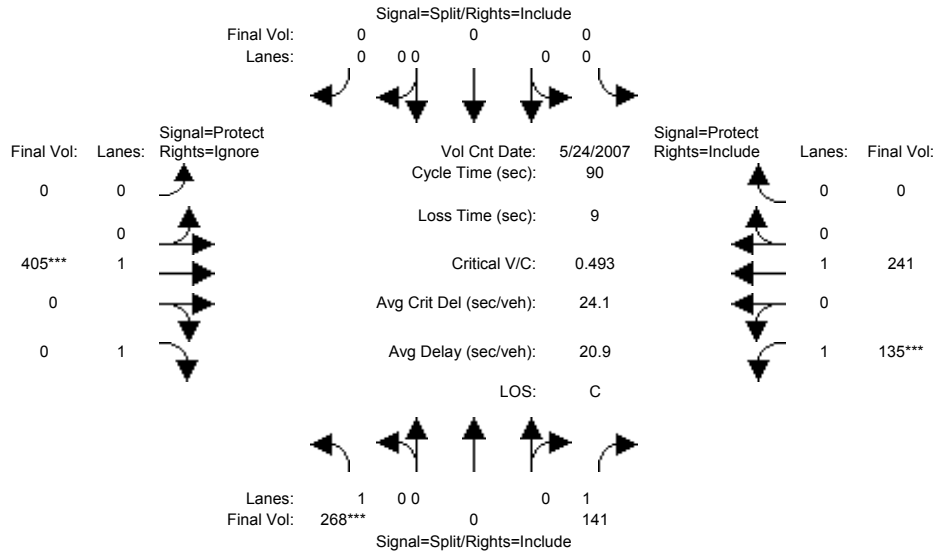 Signal=Split/Rights=Include
Final Vol: 0 0 0
Lanes: 0 0 0 0 0
Signal=Protect Signal=Protect
Final Vol: Lanes: Rights=Ignore Vol Cnt Date: 5/24/2007 Rights=Include Lanes: Final Vol:
Cycle Time (sec): 90
0 0 0 0
Loss Time (sec): 9
0 0
405*** 1 Critical V/C: 0.493 1 241
0 Avg Crit Del (sec/veh): 24.1 0
0 1 Avg Delay (sec/veh): 20.9 1 135***
LOS: C
Lanes: 1 0 0 0 1
Final Vol: 268*** 0 141
Signal=Split/Rights=Include